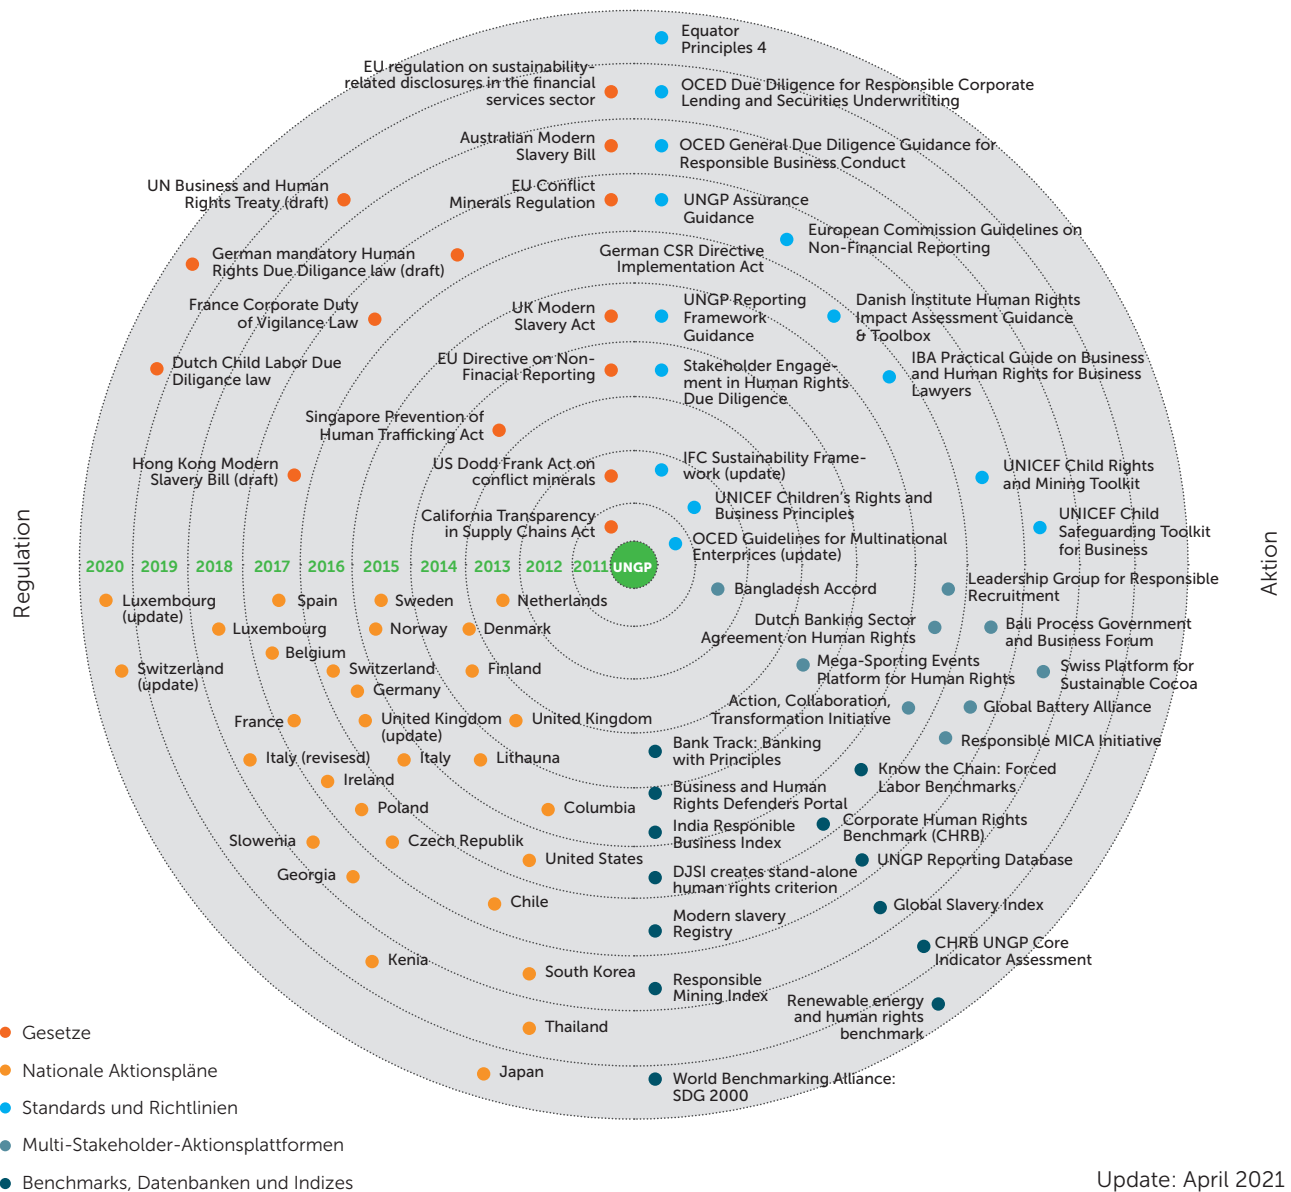 Equator
Principles 4
EU regulation on sustainability-
related disclosures in the financial
services sector
OCED Due Diligence for Responsible Corporate
Lending and Securities Underwrititing
Australian Modern
Slavery Bill
OCED General Due Diligence Guidance for
Responsible Business Conduct
UN Business and Human
Rights Treaty (draft)
EU Conflict
Minerals Regulation
UNGP Assurance
Guidance
European Commission Guidelines on
Non-Financial Reporting
German mandatory Human
Rights Due Diligance law (draft)
German CSR Directive
Implementation Act
France Corporate Duty
of Vigilance Law
UK Modern
Slavery Act
UNGP Reporting
Framework
Guidance
Danish Institute Human Rights
Impact Assessment Guidance
& Toolbox
Dutch Child Labor Due
Diligance law
EU Directive on Non-
Finacial Reporting
Stakeholder Engage-
ment in Human Rights
Due Diligence
IBA Practical Guide on Business
and Human Rights for Business
Lawyers
Singapore Prevention of
Human Trafficking Act
Hong Kong Modern
Slavery Bill (draft)
US Dodd Frank Act on
conflict minerals
IFC Sustainability Frame-
work (update)
UNICEF Child Rights
and Mining Toolkit
UNICEF Children's Rights and
Business Principles
California Transparency
in Supply Chains Act
OCED Guidelines for Multinational
Enterprices (update)
UNICEF Child
Safeguarding Toolkit
for Business
Regulation
2020 2019 2018 2017 2016 2015 2014 2013 2012 2011 UNGP
Aktion
Luxembourg
(update)
Spain
Sweden
Netherlands
Bangladesh Accord
Leadership Group for Responsible
Recruitment
Luxembourg
Norway
Denmark
Dutch Banking Sector
Agreement on Human Rights
Bali Process Government
and Business Forum
Belgium
Switzerland
(update)
Switzerland
Finland
Mega-Sporting Events
Platform for Human Rights
Swiss Platform for
Sustainable Cocoa
Germany
Action, Collaboration,
Transformation Initiative
Global Battery Alliance
France
United Kingdom
(update)
United Kingdom
Responsible MICA Initiative
Bank Track: Banking
with Principles
Italy (revisesd)
Italy
Lithauna
Know the Chain: Forced
Labor Benchmarks
Ireland
Business and Human
Rights Defenders Portal
Poland
Columbia
Corporate Human Rights
Benchmark (CHRB)
India Responible
Business Index
Slowenia
Czech Republik
United States
UNGP Reporting Database
Georgia
DJSI creates stand-alone
human rights criterion
Chile
Global Slavery Index
Modern slavery
Registry
CHRB UNGP Core
Indicator Assessment
Kenia
South Korea
Responsible
Mining Index
Renewable energy
and human rights
benchmark
Thailand
Japan
World Benchmarking Alliance:
SDG 2000
Gesetze
Nationale Aktionspläne
Standards und Richtlinien
Multi-Stakeholder-Aktionsplattformen
Benchmarks, Datenbanken und Indizes
Update: April 2021